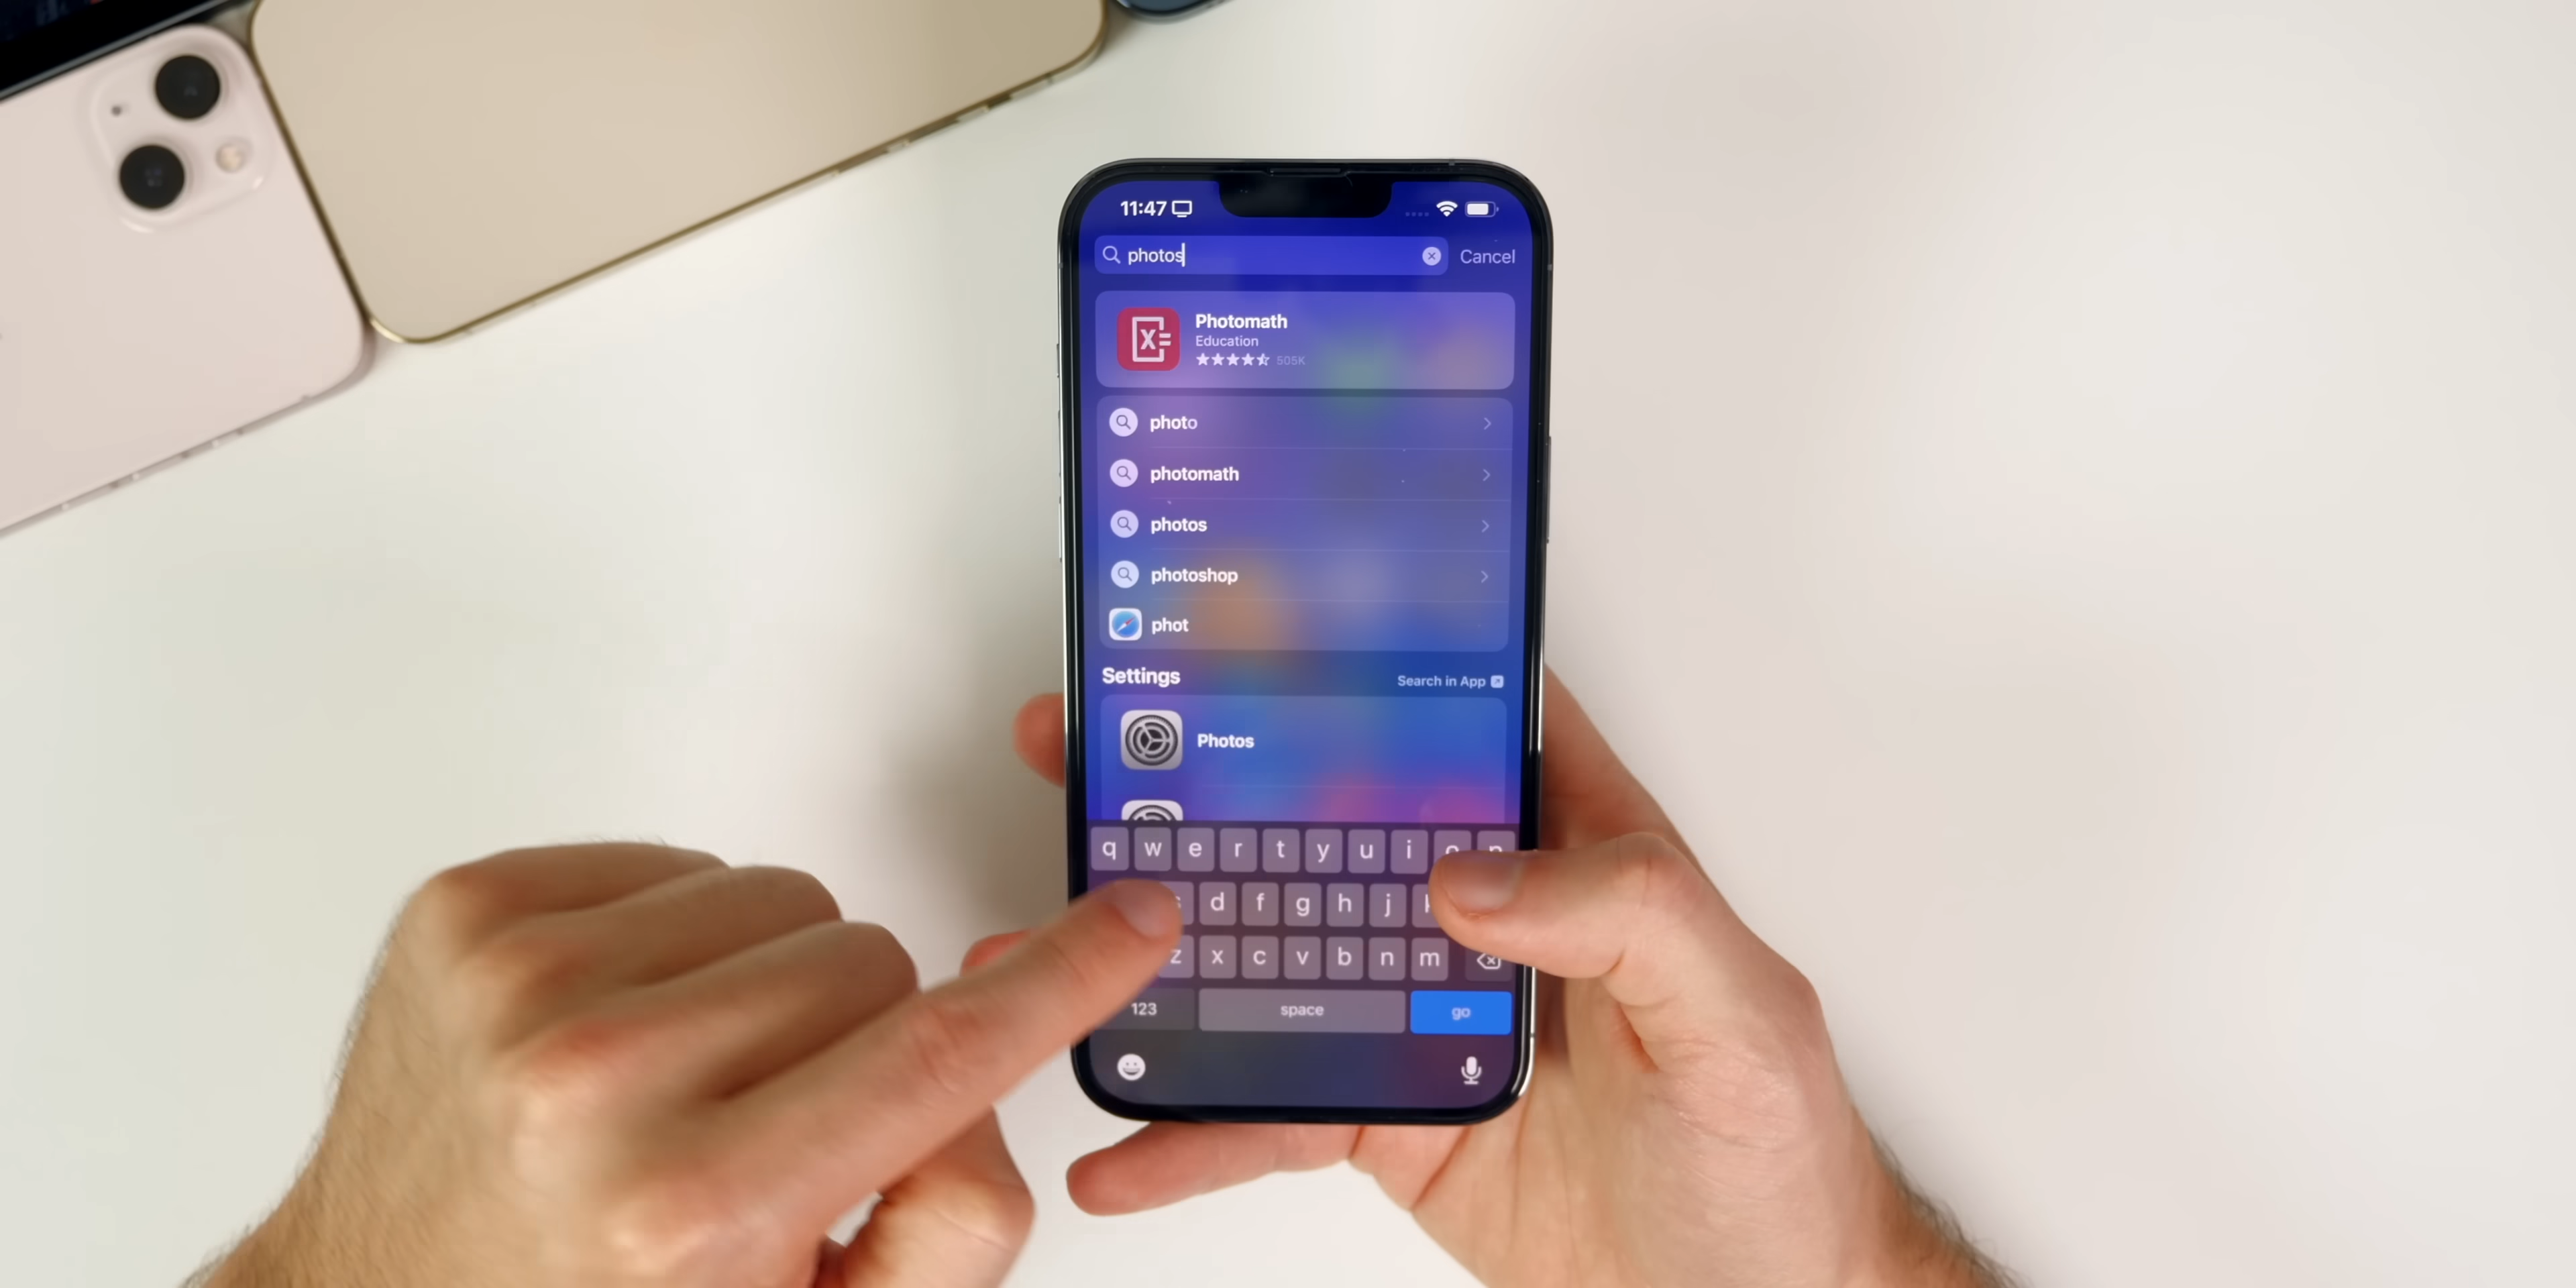 11:47
photos
Cancel
Photomath
Education
505K
photo
photomath
photos
photoshop
phot
Settings
Search in App
Photos
q w e r t y u i o p
s d f g h j k
z x c v b n m
123
space
go